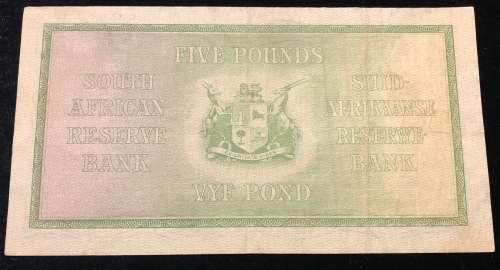 FIVE POUNDS
SOUTH
AFRICAN
RESERVE
BANK
SUID-
AFRIKAANSE
RESERWE-
BANK
VYF POND